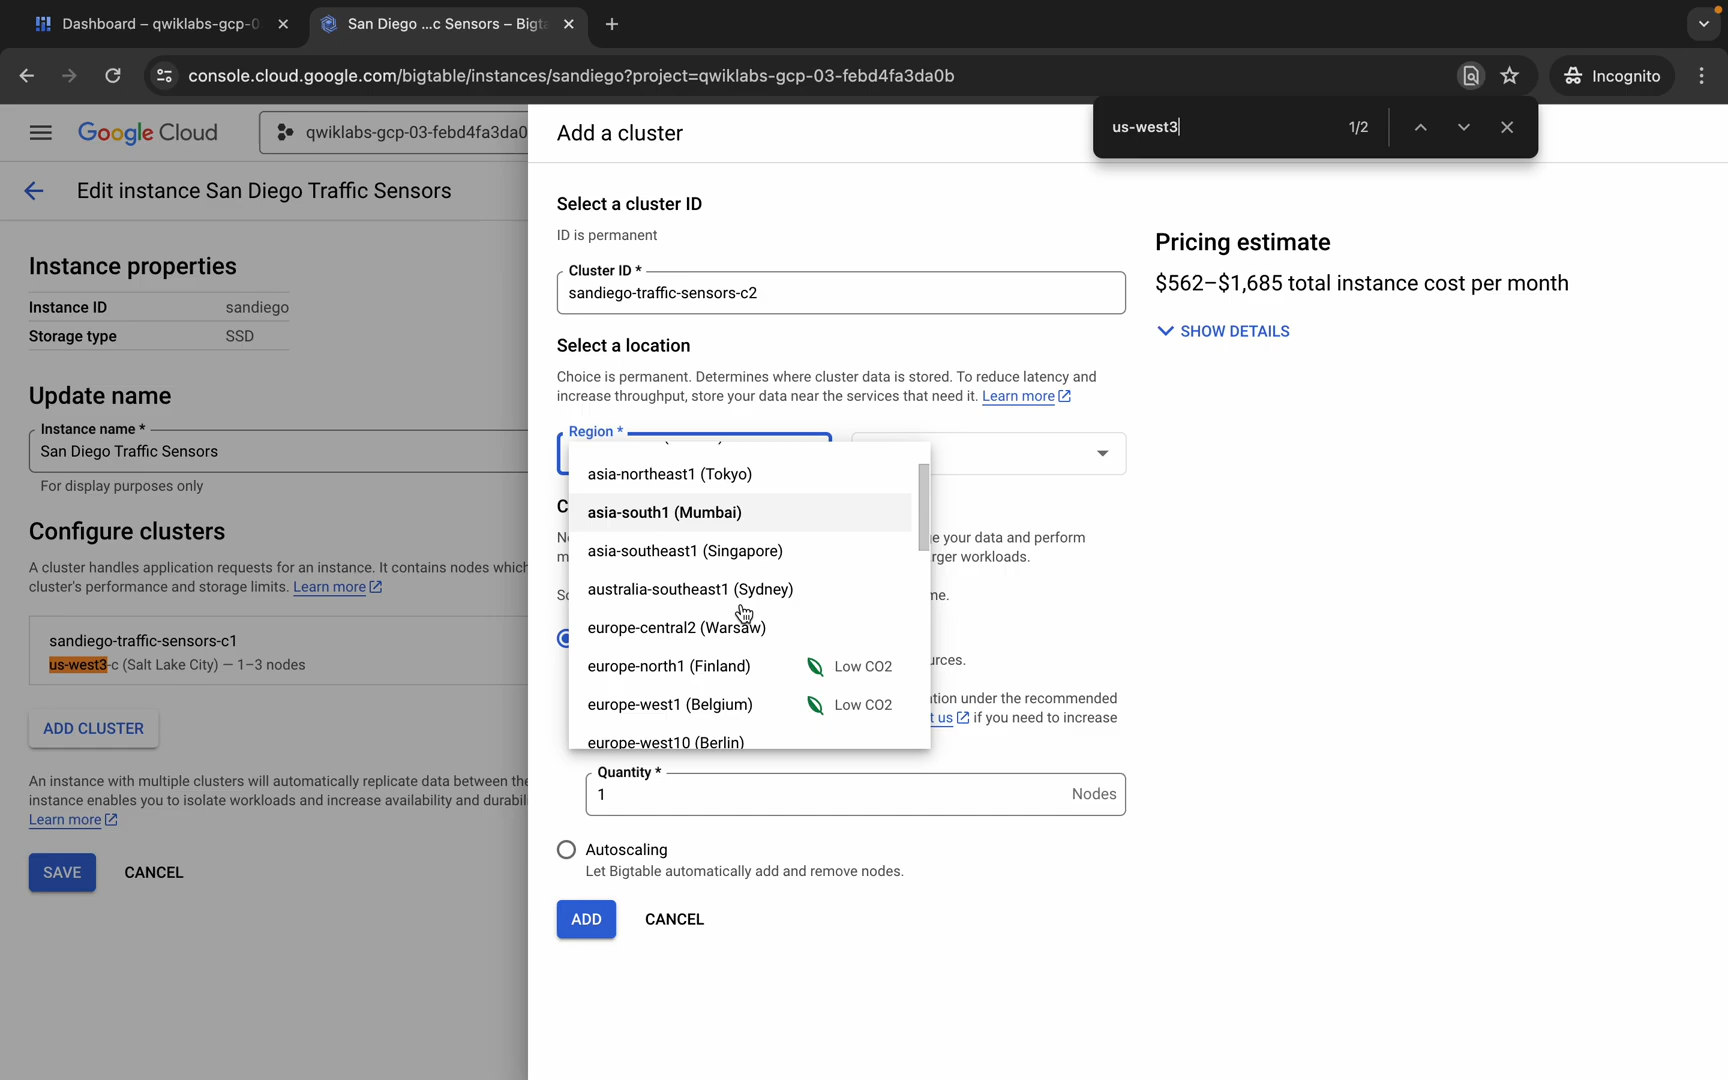 Dashboard – qwiklabs-gcp-0
San Diego ...c Sensors – Bigta
console.cloud.google.com/bigtable/instances/sandiego?project=qwiklabs-gcp-03-febd4fa3da0b
Incognito
us-west3
1/2
Google Cloud
qwiklabs-gcp-03-febd4fa3da0
Edit instance San Diego Traffic Sensors
Instance properties
Instance ID sandiego
Storage type SSD
Update name
Instance name *
San Diego Traffic Sensors
For display purposes only
Configure clusters
A cluster handles application requests for an instance. It contains nodes which
cluster's performance and storage limits. Learn more
sandiego-traffic-sensors-c1
us-west3-c (Salt Lake City) — 1–3 nodes
ADD CLUSTER
An instance with multiple clusters will automatically replicate data between the
instance enables you to isolate workloads and increase availability and durabili
Learn more
SAVE
CANCEL
Add a cluster
Select a cluster ID
ID is permanent
Cluster ID *
sandiego-traffic-sensors-c2
Select a location
Choice is permanent. Determines where cluster data is stored. To reduce latency and
increase throughput, store your data near the services that need it. Learn more
Region *
asia-northeast1 (Tokyo)
asia-south1 (Mumbai)
asia-southeast1 (Singapore)
australia-southeast1 (Sydney)
europe-central2 (Warsaw)
europe-north1 (Finland) Low CO2
europe-west1 (Belgium) Low CO2
europe-west10 (Berlin)
e your data and perform
rger workloads.
me.
urces.
ation under the recommended
t us if you need to increase
Quantity *
1 Nodes
Autoscaling
Let Bigtable automatically add and remove nodes.
ADD
CANCEL
Pricing estimate
$562–$1,685 total instance cost per month
SHOW DETAILS